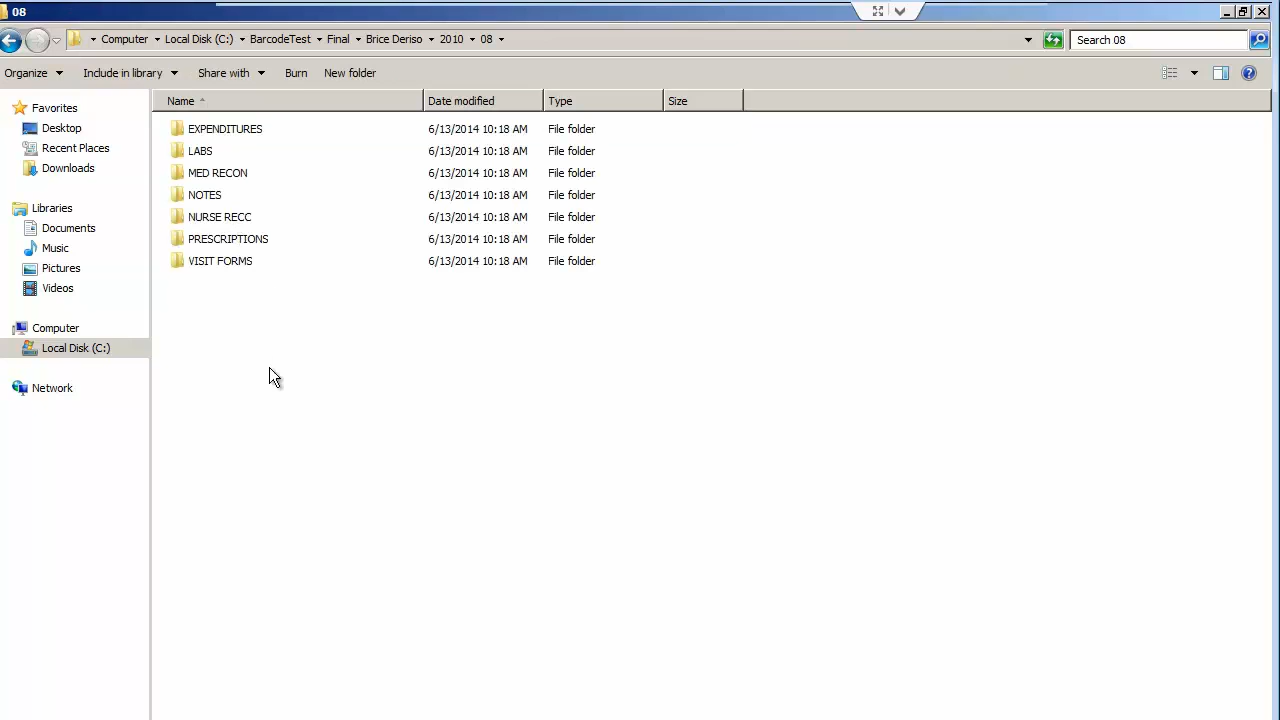 08
Computer Local Disk (C:) BarcodeTest Final Brice Deriso 2010 08
Search 08
Organize Include in library Share with Burn New folder
Name Date modified Type Size
Favorites
Desktop
Recent Places
Downloads
Libraries
Documents
Music
Pictures
Videos
Computer
Local Disk (C:)
Network
EXPENDITURES 6/13/2014 10:18 AM File folder
LABS 6/13/2014 10:18 AM File folder
MED RECON 6/13/2014 10:18 AM File folder
NOTES 6/13/2014 10:18 AM File folder
NURSE RECC 6/13/2014 10:18 AM File folder
PRESCRIPTIONS 6/13/2014 10:18 AM File folder
VISIT FORMS 6/13/2014 10:18 AM File folder